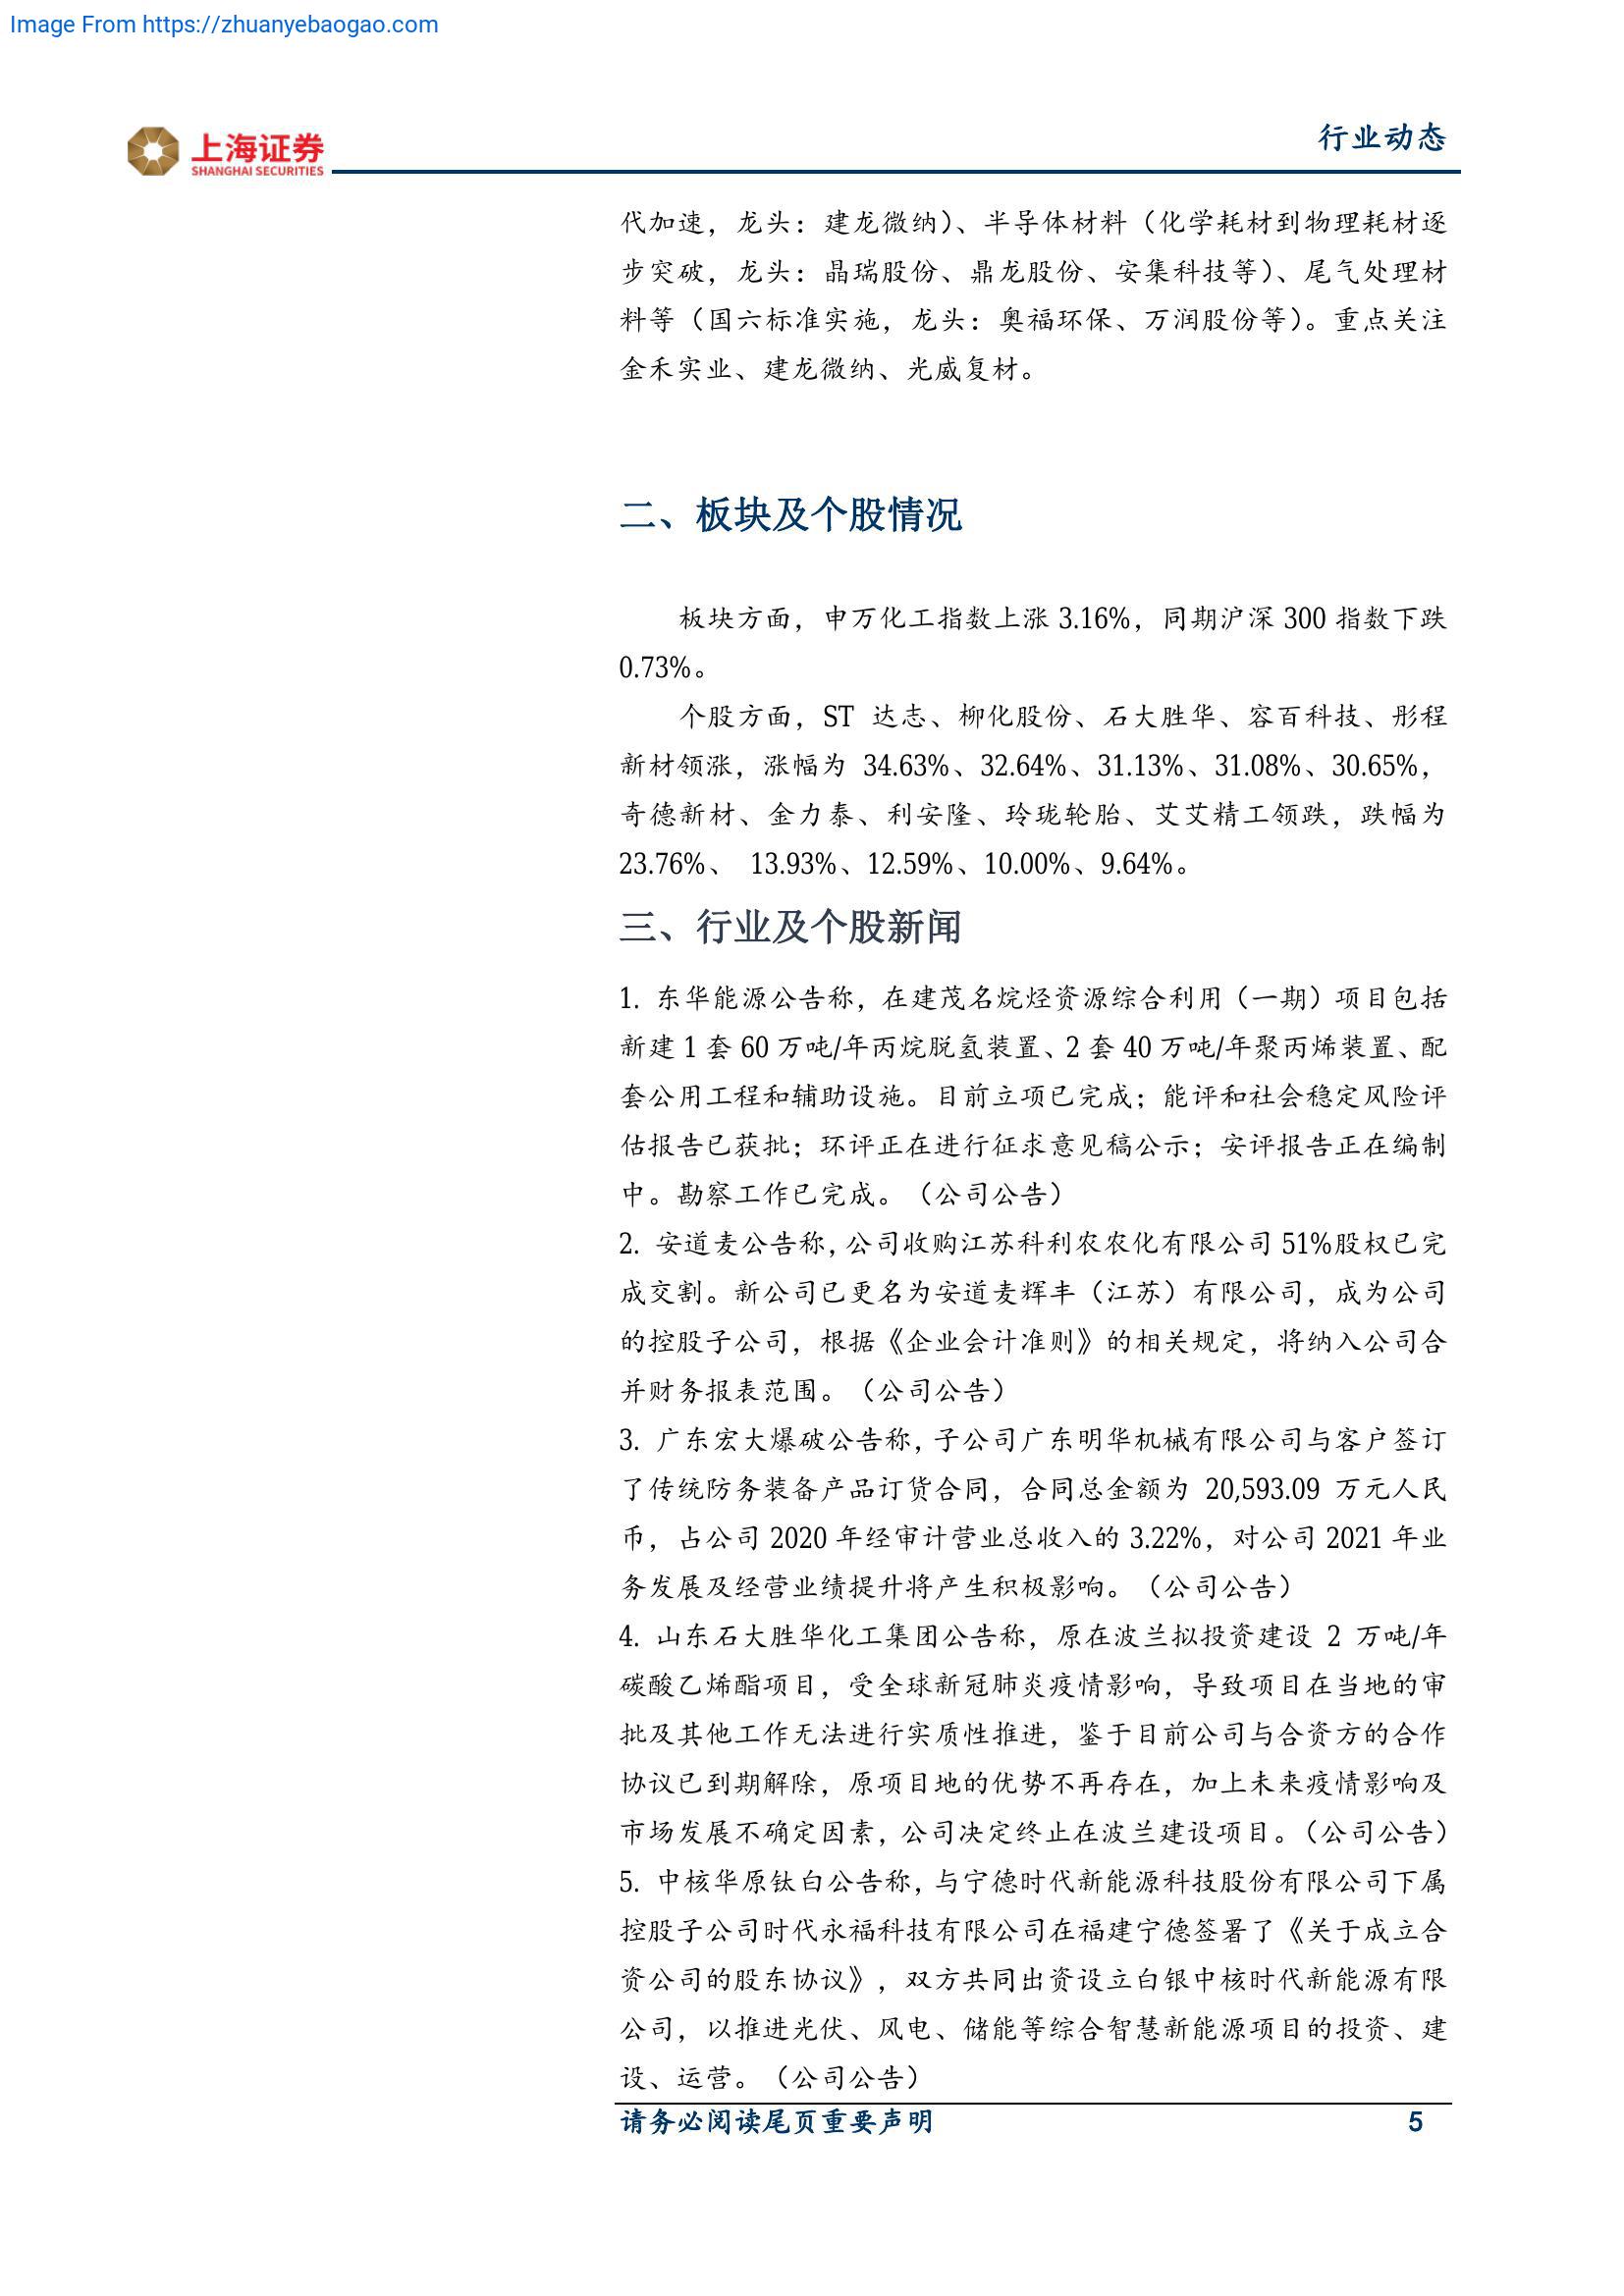 Image From https://zhuanyebaogao.com
上海证券
SHANGHAI SECURITIES
行业动态
代加速，龙头：建龙微纳）、半导体材料（化学耗材到物理耗材逐
步突破，龙头：晶瑞股份、鼎龙股份、安集科技等）、尾气处理材
料等（国六标准实施，龙头：奥福环保、万润股份等）。重点关注
金禾实业、建龙微纳、光威复材。
二、板块及个股情况
板块方面，申万化工指数上涨 3.16%，同期沪深 300 指数下跌
0.73%。
个股方面，ST 达志、柳化股份、石大胜华、容百科技、彤程
新材领涨，涨幅为 34.63%、32.64%、31.13%、31.08%、30.65%，
奇德新材、金力泰、利安隆、玲珑轮胎、艾艾精工领跌，跌幅为
23.76%、 13.93%、12.59%、10.00%、9.64%。
三、行业及个股新闻
1. 东华能源公告称，在建茂名烷烃资源综合利用（一期）项目包括
新建 1 套 60 万吨/年丙烷脱氢装置、2 套 40 万吨/年聚丙烯装置、配
套公用工程和辅助设施。目前立项已完成；能评和社会稳定风险评
估报告已获批；环评正在进行征求意见稿公示；安评报告正在编制
中。勘察工作已完成。（公司公告）
2. 安道麦公告称，公司收购江苏科利农农化有限公司 51%股权已完
成交割。新公司已更名为安道麦辉丰（江苏）有限公司，成为公司
的控股子公司，根据《企业会计准则》的相关规定，将纳入公司合
并财务报表范围。（公司公告）
3. 广东宏大爆破公告称，子公司广东明华机械有限公司与客户签订
了传统防务装备产品订货合同，合同总金额为 20,593.09 万元人民
币，占公司 2020 年经审计营业总收入的 3.22%，对公司 2021 年业
务发展及经营业绩提升将产生积极影响。（公司公告）
4. 山东石大胜华化工集团公告称，原在波兰拟投资建设 2 万吨/年
碳酸乙烯酯项目，受全球新冠肺炎疫情影响，导致项目在当地的审
批及其他工作无法进行实质性推进，鉴于目前公司与合资方的合作
协议已到期解除，原项目地的优势不再存在，加上未来疫情影响及
市场发展不确定因素，公司决定终止在波兰建设项目。（公司公告）
5. 中核华原钛白公告称，与宁德时代新能源科技股份有限公司下属
控股子公司时代永福科技有限公司在福建宁德签署了《关于成立合
资公司的股东协议》，双方共同出资设立白银中核时代新能源有限
公司，以推进光伏、风电、储能等综合智慧新能源项目的投资、建
设、运营。（公司公告）
请务必阅读尾页重要声明
5